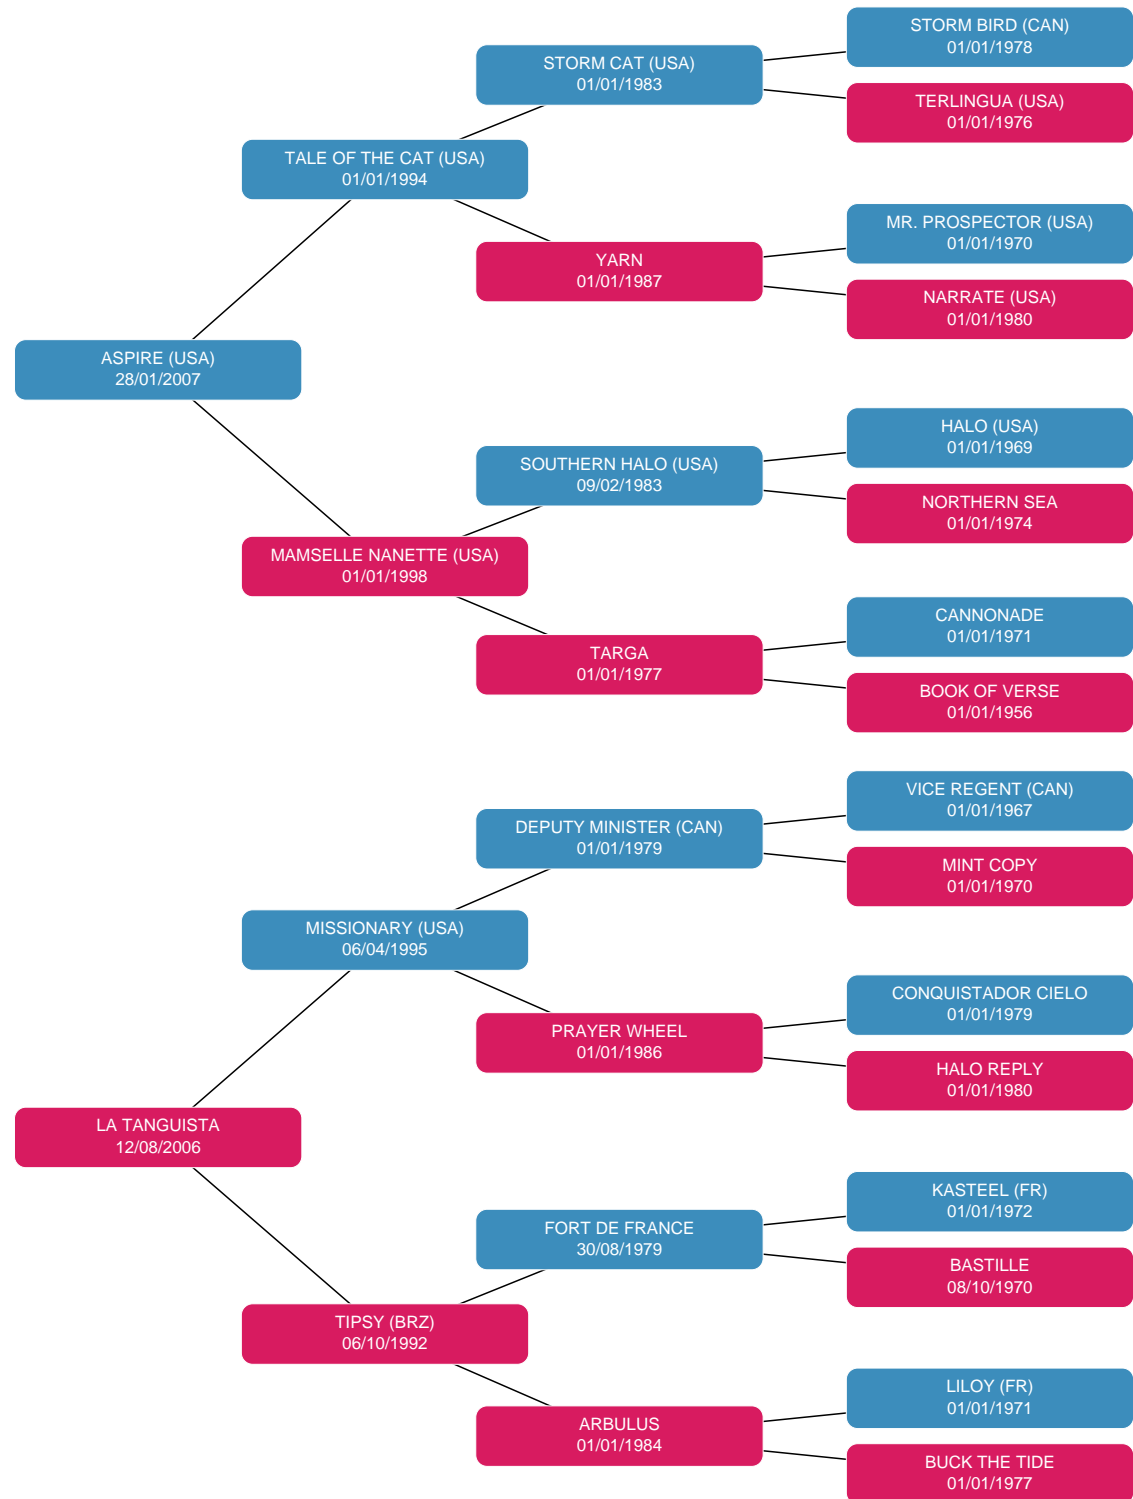 STORM BIRD (CAN)
01/01/1978
STORM CAT (USA)
01/01/1983
TERLINGUA (USA)
01/01/1976
TALE OF THE CAT (USA)
01/01/1994
MR. PROSPECTOR (USA)
01/01/1970
YARN
01/01/1987
NARRATE (USA)
01/01/1980
ASPIRE (USA)
28/01/2007
HALO (USA)
01/01/1969
SOUTHERN HALO (USA)
09/02/1983
NORTHERN SEA
01/01/1974
MAMSELLE NANETTE (USA)
01/01/1998
CANNONADE
01/01/1971
TARGA
01/01/1977
BOOK OF VERSE
01/01/1956
VICE REGENT (CAN)
01/01/1967
DEPUTY MINISTER (CAN)
01/01/1979
MINT COPY
01/01/1970
MISSIONARY (USA)
06/04/1995
CONQUISTADOR CIELO
01/01/1979
PRAYER WHEEL
01/01/1986
HALO REPLY
01/01/1980
LA TANGUISTA
12/08/2006
KASTEEL (FR)
01/01/1972
FORT DE FRANCE
30/08/1979
BASTILLE
08/10/1970
TIPSY (BRZ)
06/10/1992
LILOY (FR)
01/01/1971
ARBULUS
01/01/1984
BUCK THE TIDE
01/01/1977